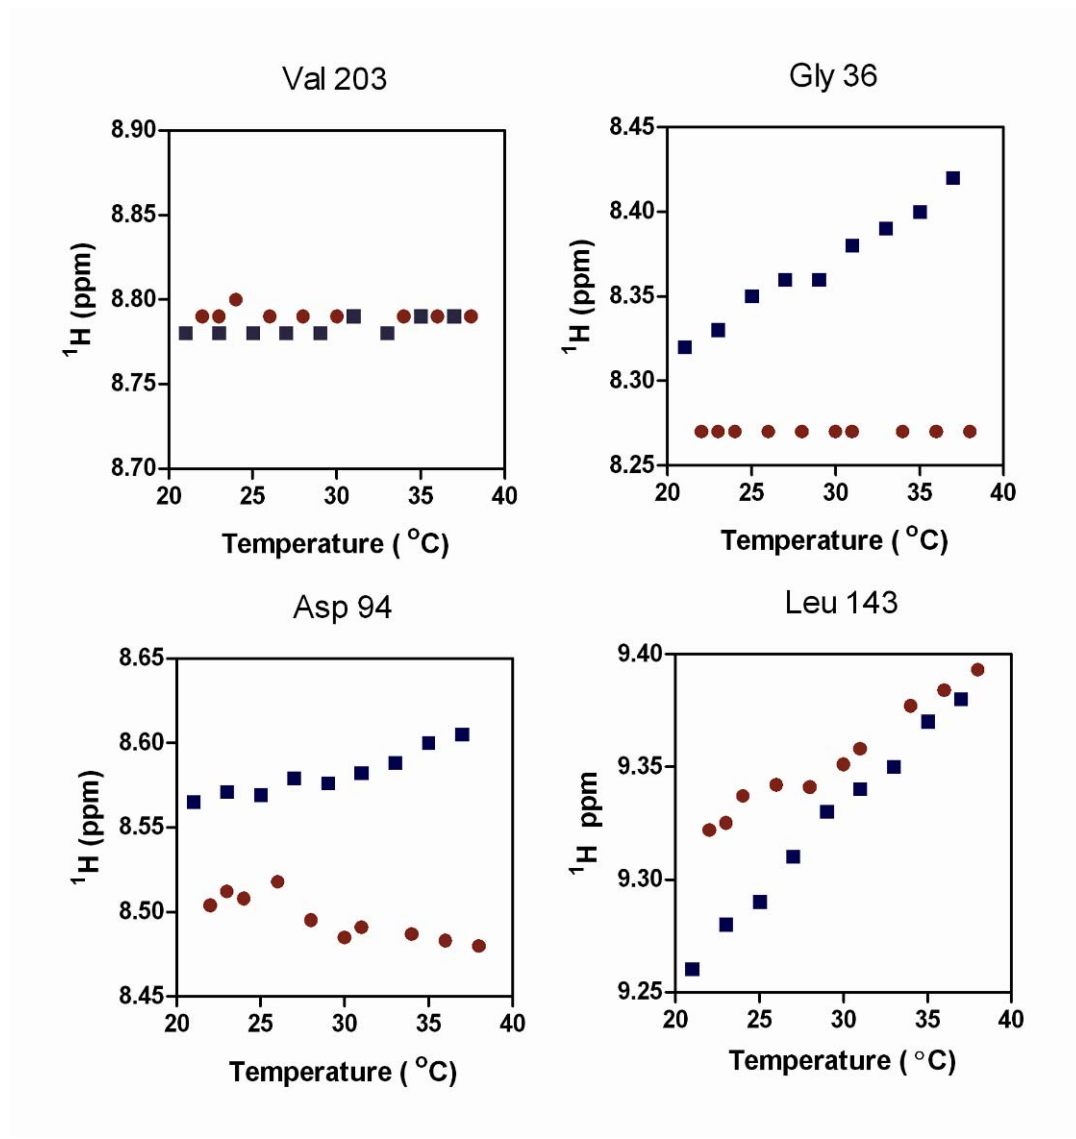 Val 203
8.90
8.85
8.80
8.75
8.70
20 25 30 35 40
¹H (ppm)
Temperature ( °C)
Gly 36
8.45
8.40
8.35
8.30
8.25
20 25 30 35 40
¹H (ppm)
Temperature ( °C)
Asp 94
8.65
8.60
8.55
8.50
8.45
20 25 30 35 40
¹H (ppm)
Temperature ( °C)
Leu 143
9.40
9.35
9.30
9.25
20 25 30 35 40
¹H ppm
Temperature ( °C)